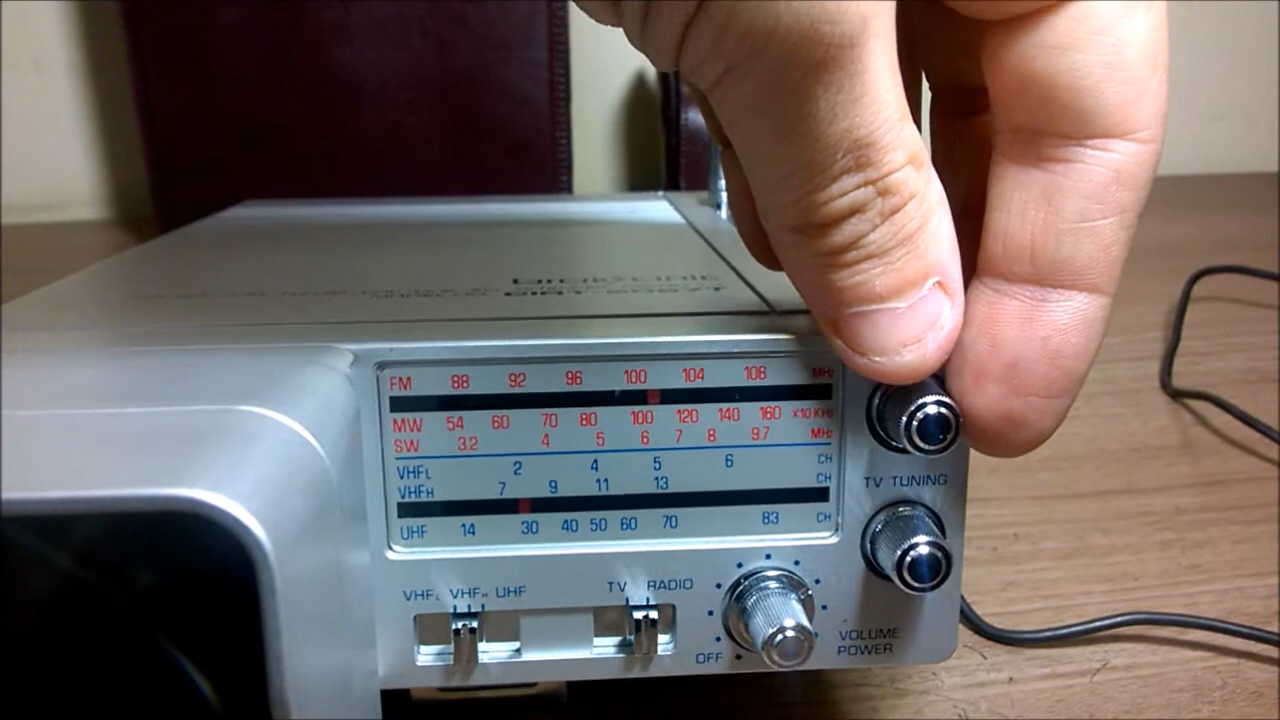 FM 88 92 96 100 104 108 MHz
MW 54 60 70 80 100 120 140 160 x10 KHz
SW 3.2 4 5 6 7 8 9.7 MHz
VHFL 2 4 5 6 CH
VHFH 7 9 11 13 CH
UHF 14 30 40 50 60 70 83 CH
TV TUNING
VHFL VHFH UHF TV RADIO
VOLUME
OFF POWER